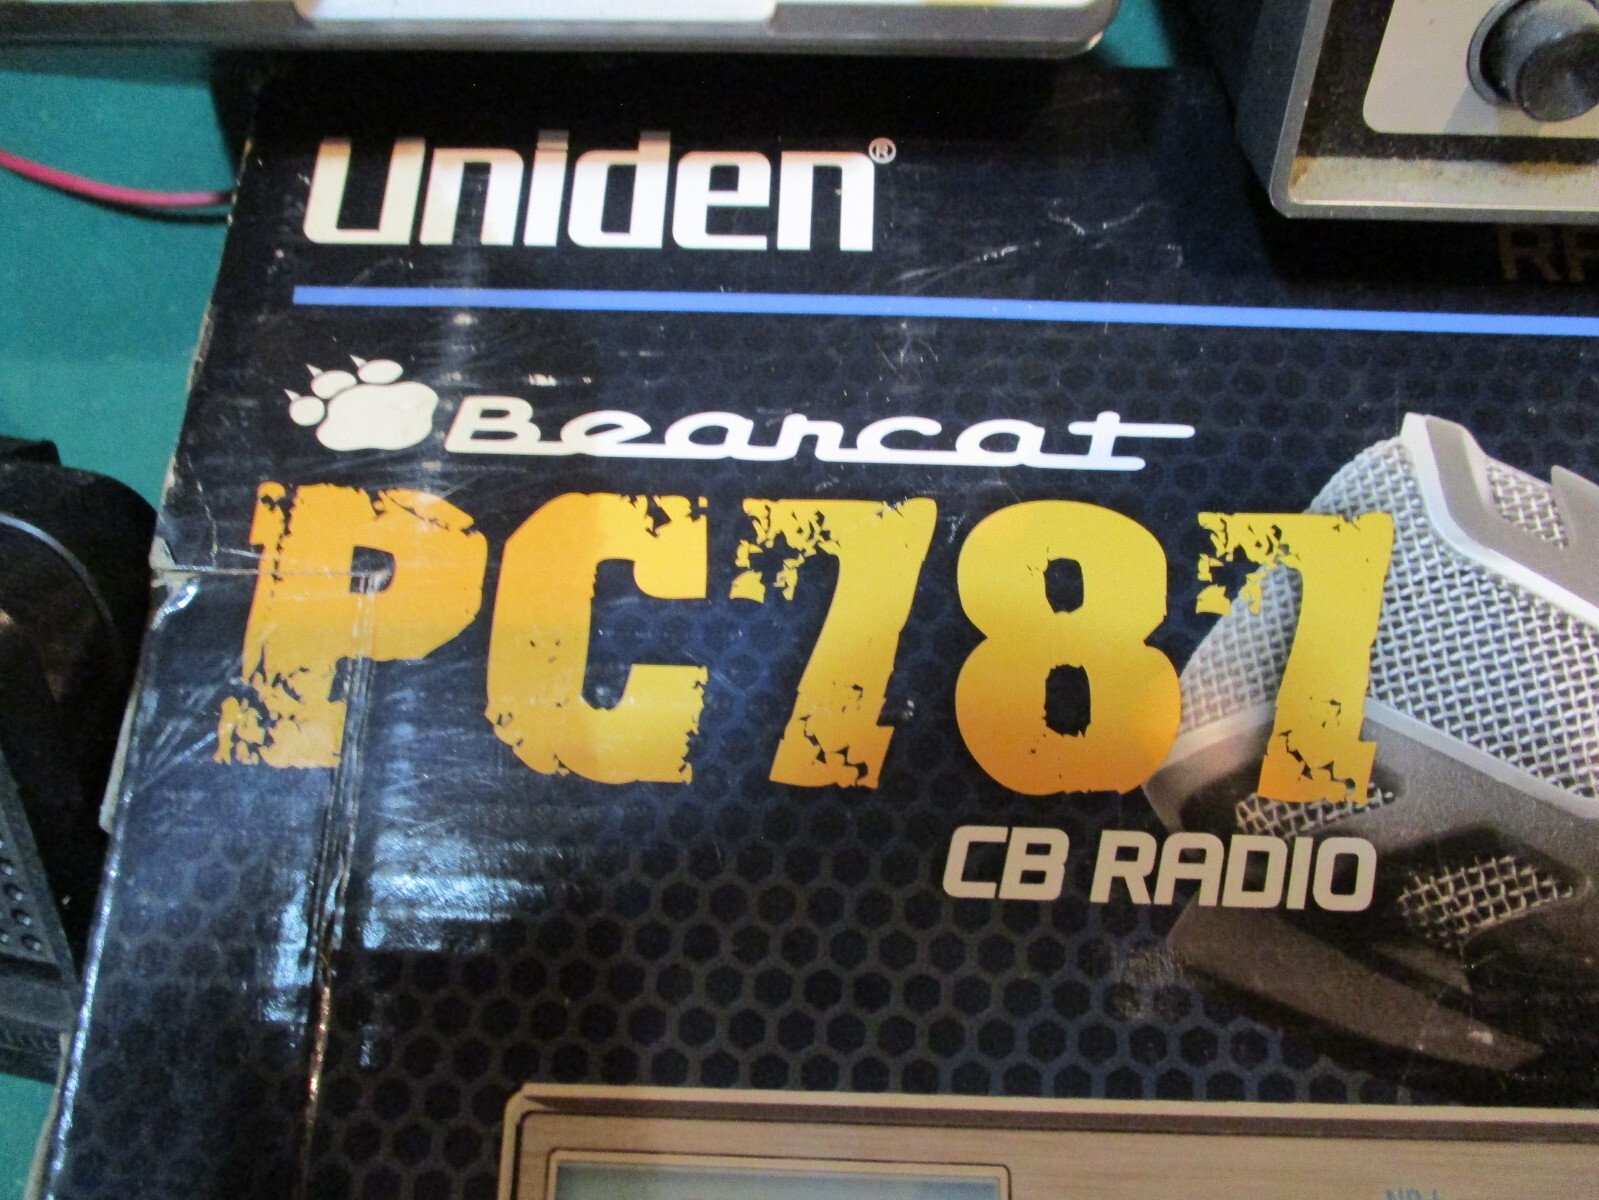 Uniden®
Bearcat
PC787
CB RADIO